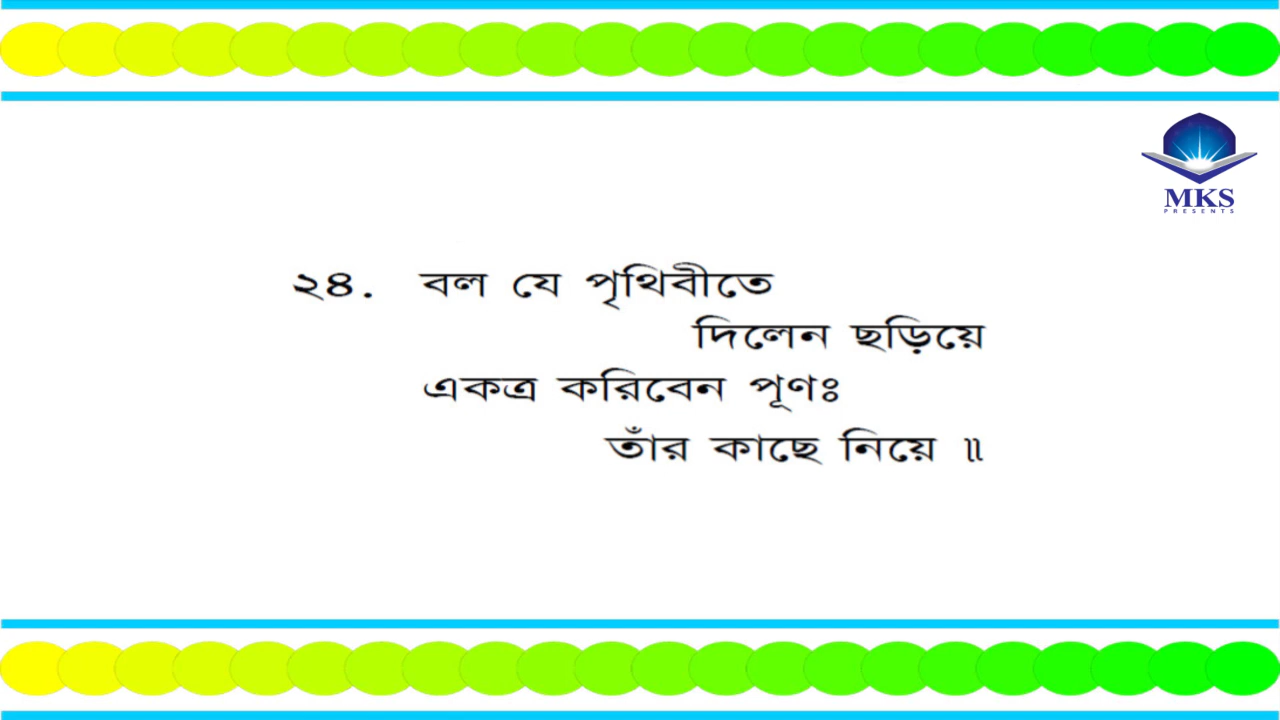 MKS
PRESENTS
২৪. বল যে পৃথিবীতে
দিলেন ছড়িয়ে
একত্র করিবেন পূণঃ
তাঁর কাছে নিয়ে ॥